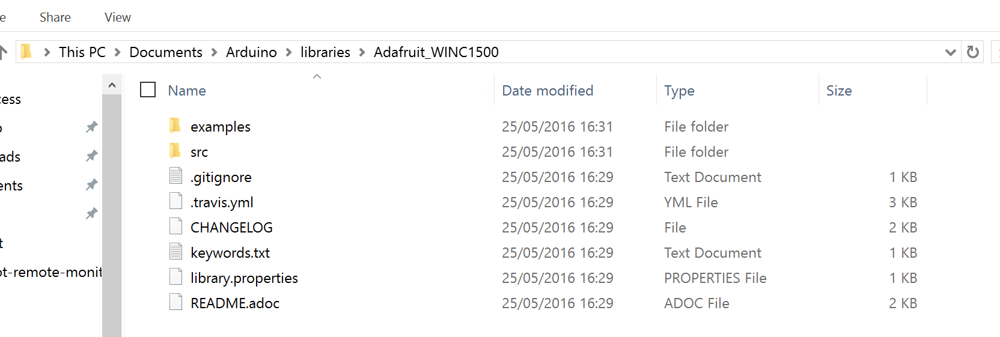 e Share View
This PC Documents Arduino libraries Adafruit_WINC1500
Name Date modified Type Size
cess
examples 25/05/2016 16:31 File folder
src 25/05/2016 16:31 File folder
ads
.gitignore 25/05/2016 16:29 Text Document 1 KB
ents
.travis.yml 25/05/2016 16:29 YML File 3 KB
CHANGELOG 25/05/2016 16:29 File 2 KB
t
keywords.txt 25/05/2016 16:29 Text Document 1 KB
ot-remote-monit
library.properties 25/05/2016 16:29 PROPERTIES File 1 KB
README.adoc 25/05/2016 16:29 ADOC File 2 KB